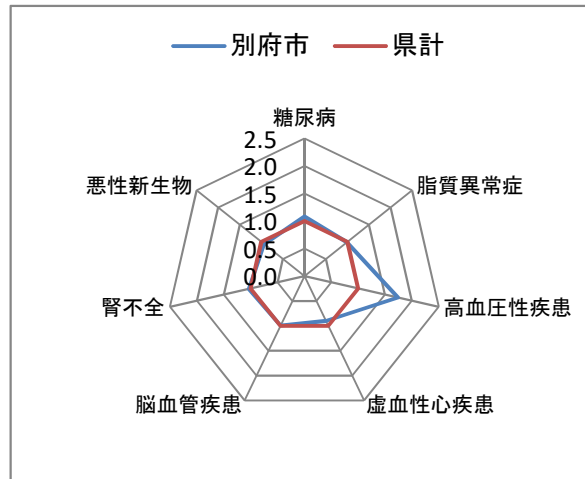 別府市 県計
糖尿病
2.5
2.0
1.5
1.0
0.5
0.0
脂質異常症
高血圧性疾患
虚血性心疾患
脳血管疾患
腎不全
悪性新生物